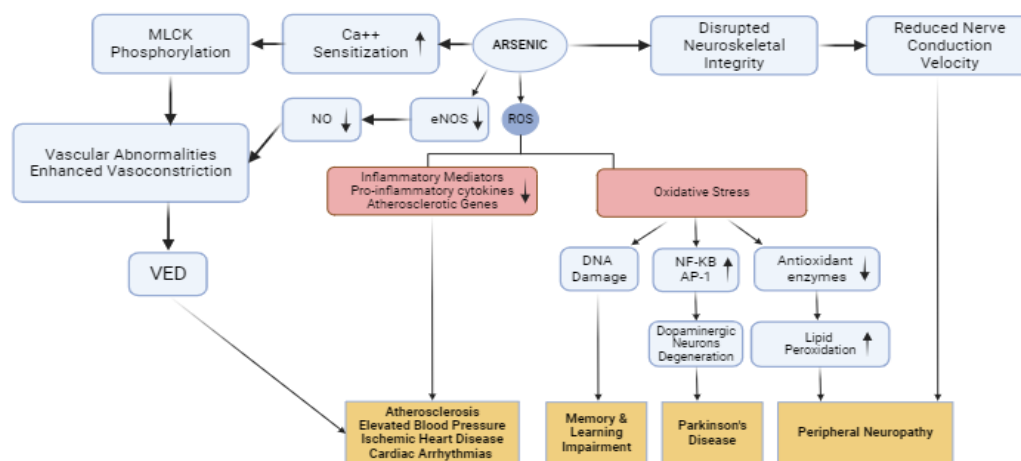 MLCK
Phosphorylation
Ca++
Sensitization
ARSENIC
Disrupted
Neuroskeletal
Integrity
Reduced Nerve
Conduction
Velocity
NO
eNOS
ROS
Vascular Abnormalities
Enhanced Vasoconstriction
Inflammatory Mediators
Pro-inflammatory cytokines
Atherosclerotic Genes
Oxidative Stress
VED
DNA
Damage
NF-KB
AP-1
Antioxidant
enzymes
Dopaminergic
Neurons
Degeneration
Lipid
Peroxidation
Atherosclerosis
Elevated Blood Pressure
Ischemic Heart Disease
Cardiac Arrhythmias
Memory &
Learning
Impairment
Parkinson's
Disease
Peripheral Neuropathy